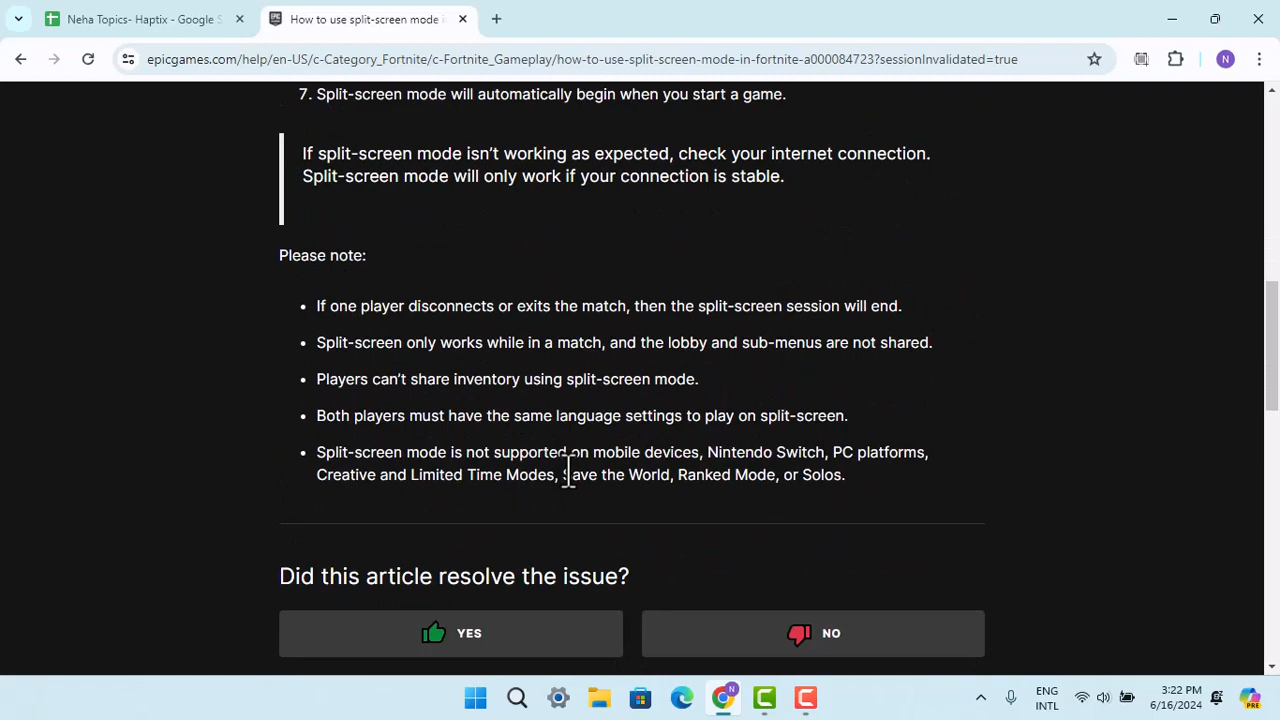 Neha Topics- Haptix - Google S
How to use split-screen mode i
epicgames.com/help/en-US/c-Category_Fortnite/c-Fortnite_Gameplay/how-to-use-split-screen-mode-in-fortnite-a000084723?sessionInvalidated=true
N
7. Split-screen mode will automatically begin when you start a game.
If split-screen mode isn’t working as expected, check your internet connection.
Split-screen mode will only work if your connection is stable.
Please note:
• If one player disconnects or exits the match, then the split-screen session will end.
• Split-screen only works while in a match, and the lobby and sub-menus are not shared.
• Players can’t share inventory using split-screen mode.
• Both players must have the same language settings to play on split-screen.
• Split-screen mode is not supported on mobile devices, Nintendo Switch, PC platforms,
Creative and Limited Time Modes, Save the World, Ranked Mode, or Solos.
Did this article resolve the issue?
YES
NO
ENG
INTL
3:22 PM
6/16/2024
PRE